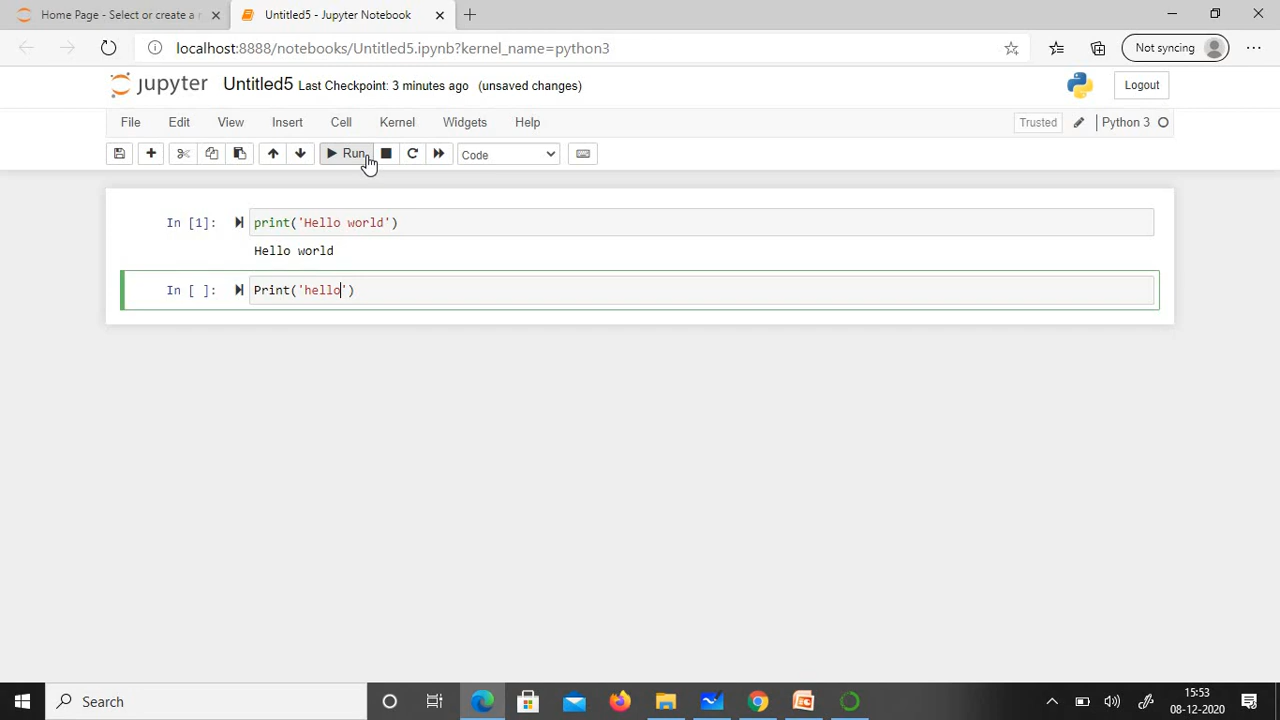 Home Page - Select or create a n
Untitled5 - Jupyter Notebook
localhost:8888/notebooks/Untitled5.ipynb?kernel_name=python3
Not syncing
jupyter Untitled5 Last Checkpoint: 3 minutes ago (unsaved changes)
Logout
File Edit View Insert Cell Kernel Widgets Help
Trusted
Python 3
Run
Code
In [1]: print('Hello world')
Hello world
In [ ]: Print('hello')
Search
15:53
08-12-2020